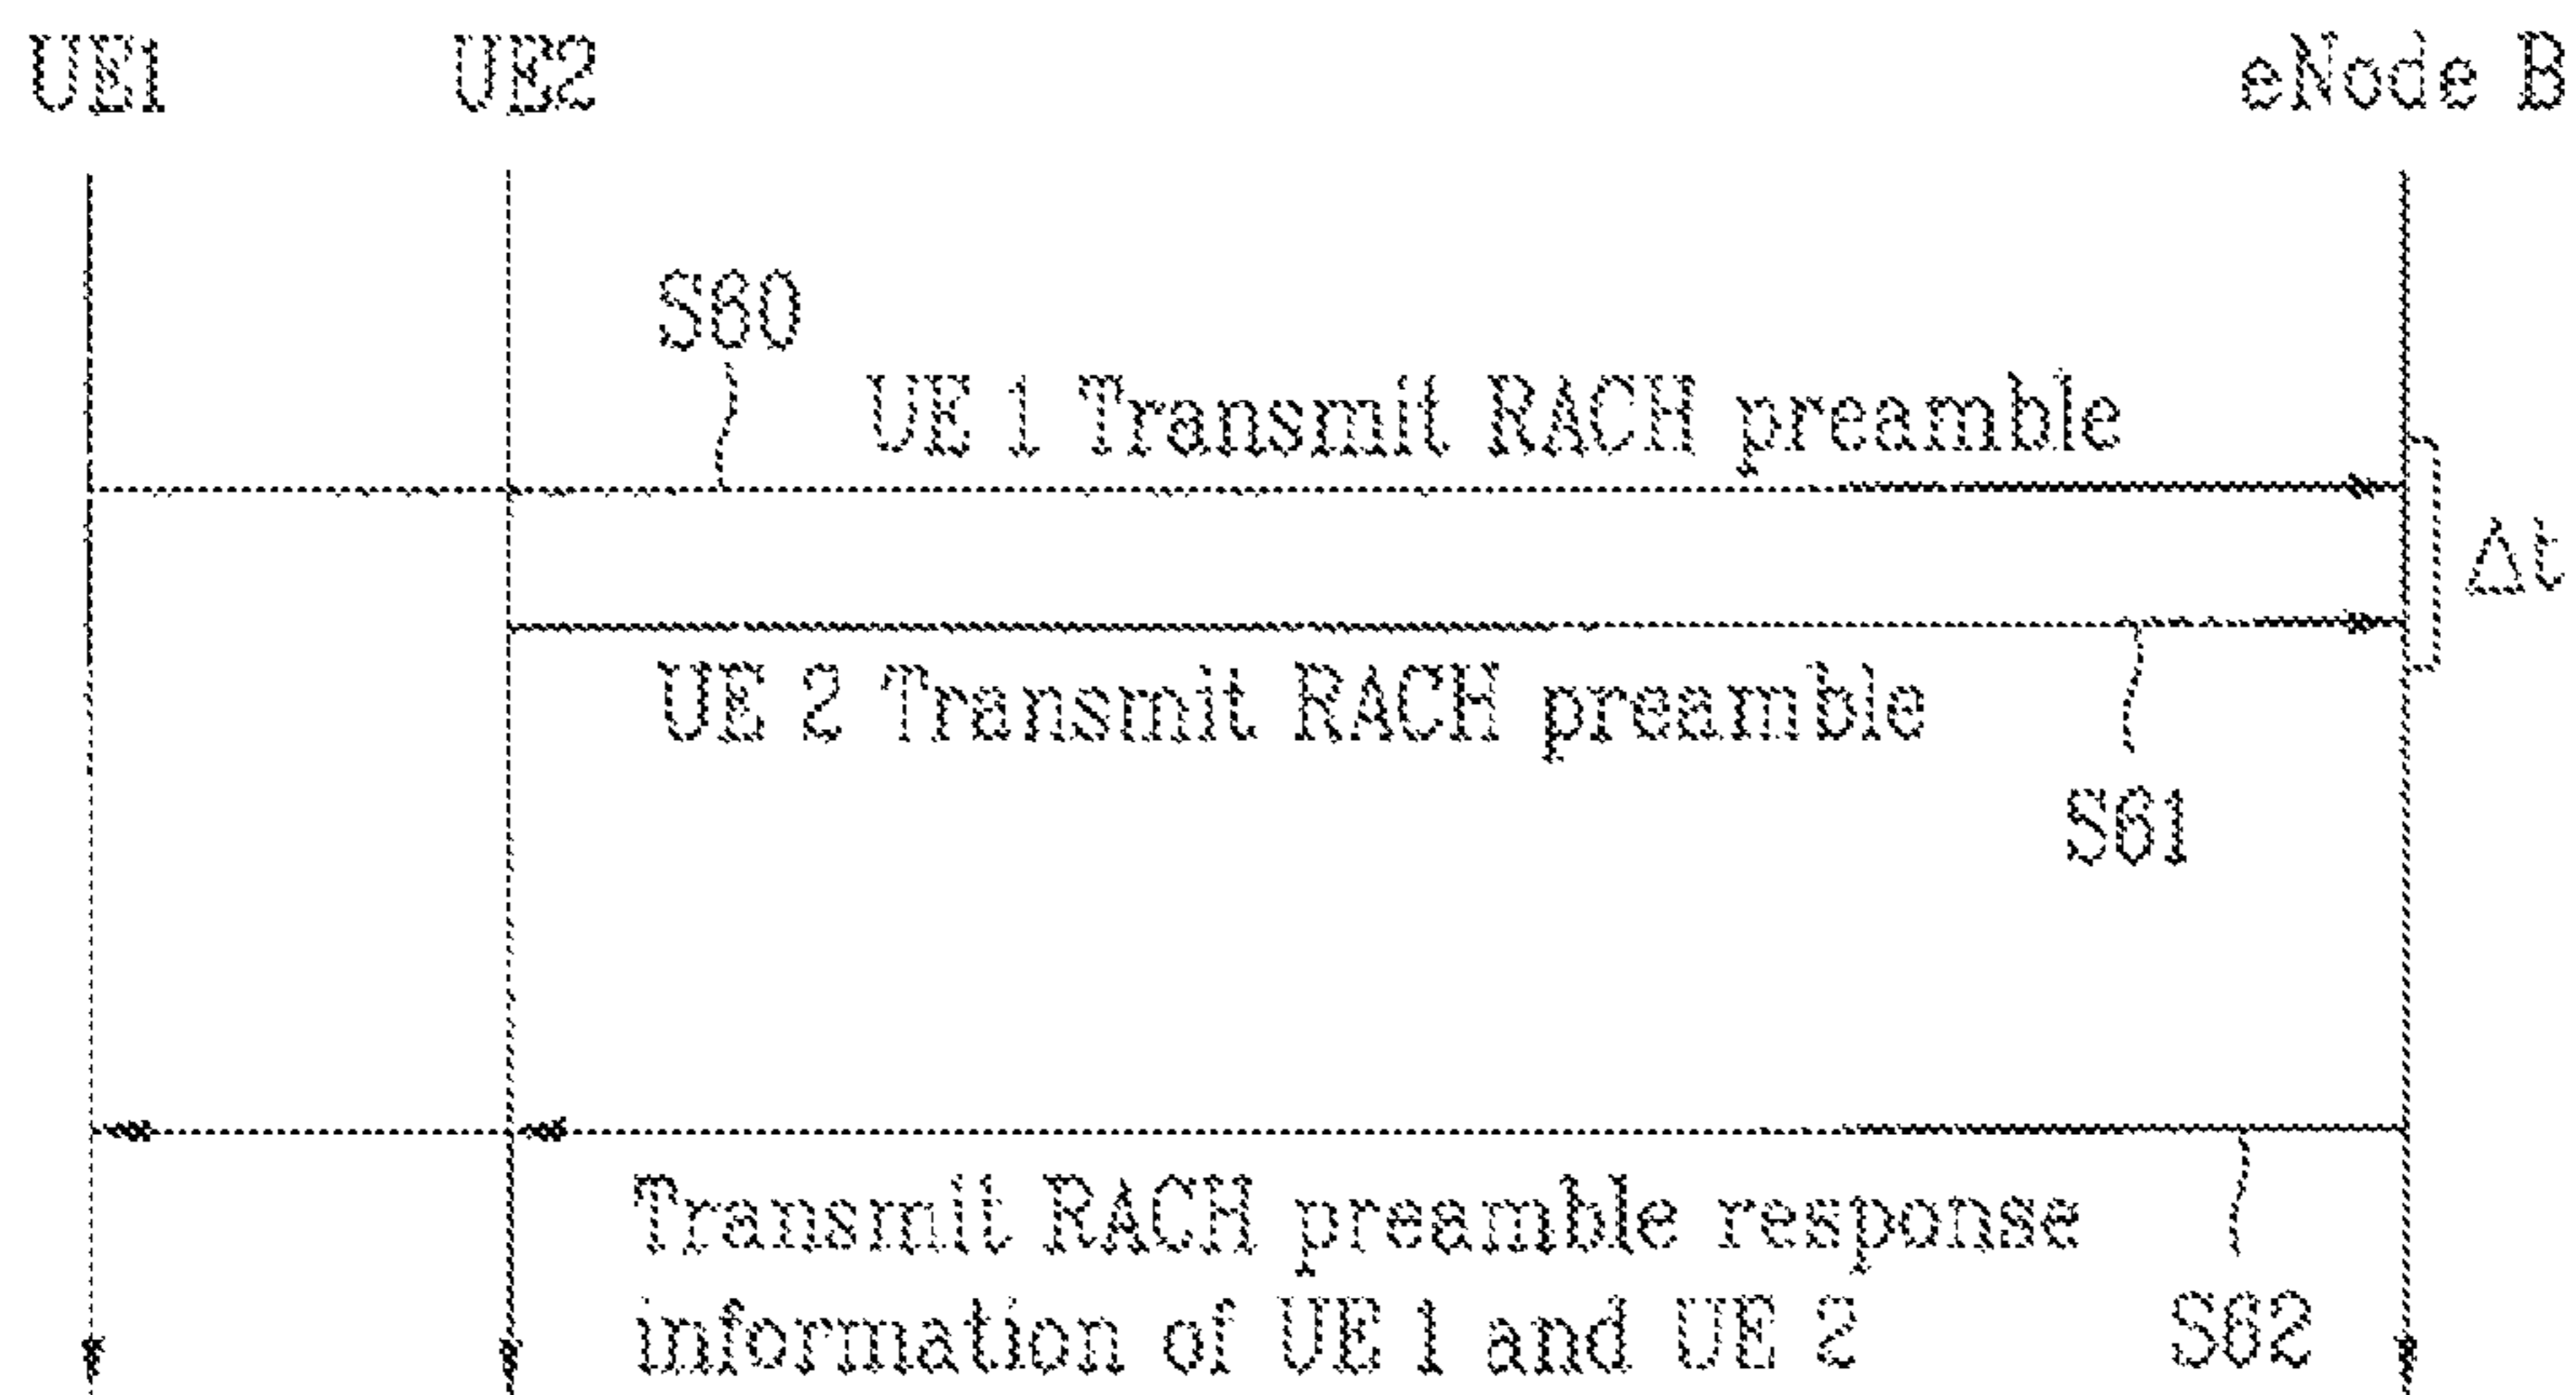 UE1
UE2
eNode B
S60
UE 1 Transmit RACH preamble
Δt
UE 2 Transmit RACH preamble
S61
Transmit RACH preamble response
information of UE 1 and UE 2
S62